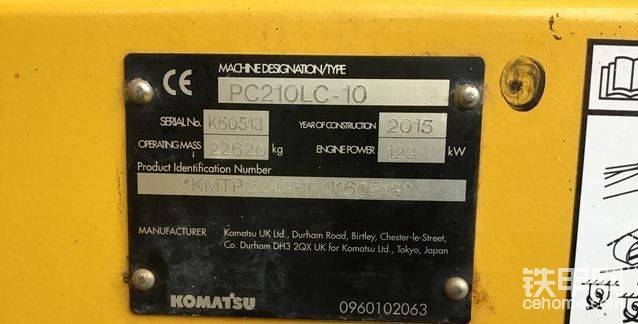 CE
MACHINE DESIGNATION/TYPE
PC210LC-10
SERIAL No. K60513 YEAR OF CONSTRUCTION 2015
OPERATING MASS 22620 kg ENGINE POWER 123 kW
Product Identification Number
MANUFACTURER Komatsu UK Ltd., Durham Road, Birtley, Chester-le-Street,
Co. Durham DH3 2QX UK for Komatsu Ltd., Tokyo, Japan
KOMATSU 0960102063
铁甲网
cehome.com